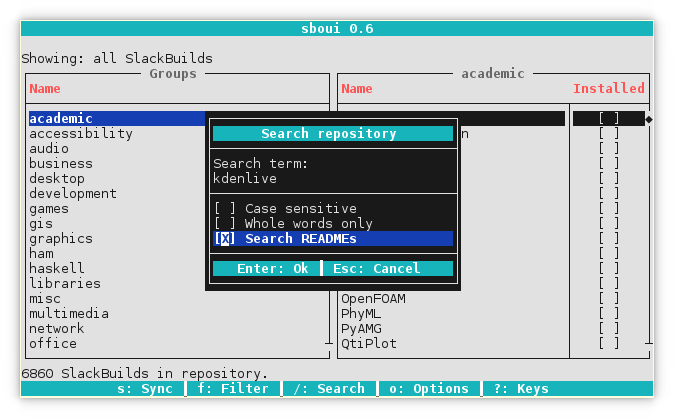 sboui 0.6
Showing: all SlackBuilds
Groups
academic
Name
Name Installed
academic [ ]
accessibility n [ ]
audio [ ]
business [ ]
desktop [ ]
development [ ]
games [ ]
gis [ ]
graphics [ ]
ham [ ]
haskell [ ]
libraries [ ]
misc OpenFOAM [ ]
multimedia PhyML [ ]
network PyAMG [ ]
office QtiPlot [ ]
Search repository
Search term:
kdenlive
[ ] Case sensitive
[ ] Whole words only
[X] Search READMEs
Enter: Ok Esc: Cancel
6860 SlackBuilds in repository.
s: Sync f: Filter /: Search o: Options ?: Keys